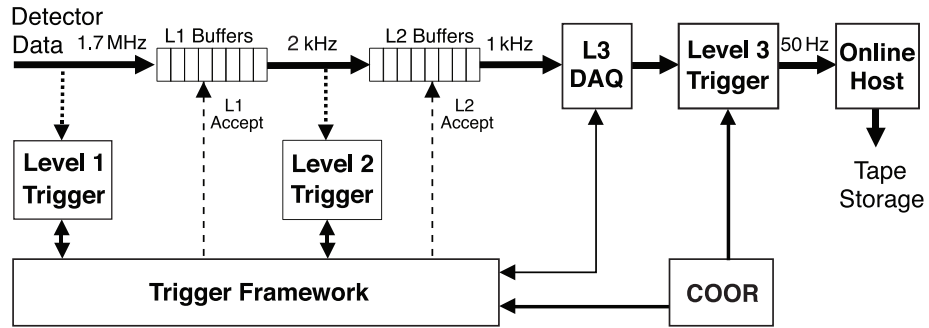 Detector
Data
1.7 MHz
L1 Buffers
2 kHz
L2 Buffers
1 kHz
L3
DAQ
Level 3
Trigger
50 Hz
Online
Host
L1
Accept
L2
Accept
Level 1
Trigger
Level 2
Trigger
Tape
Storage
Trigger Framework
COOR